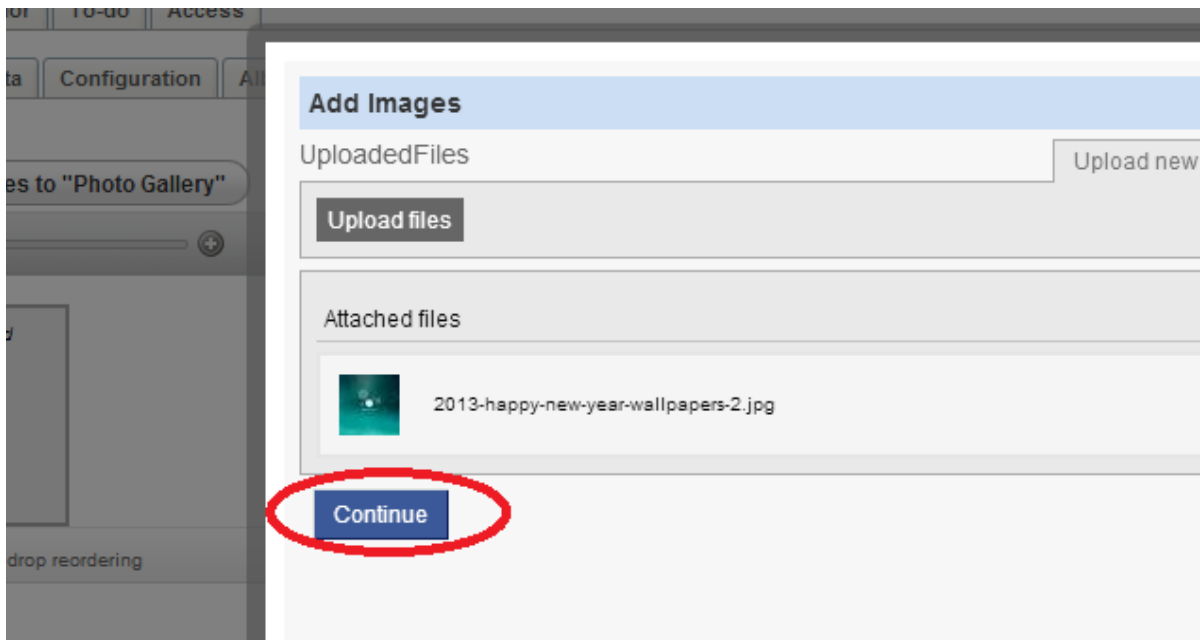 To-do Access
Configuration
es to "Photo Gallery"
drop reordering
Add Images
UploadedFiles
Upload new
Upload files
Attached files
2013-happy-new-year-wallpapers-2.jpg
Continue